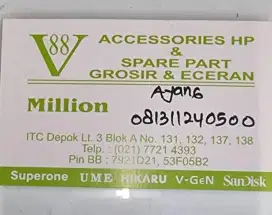 V88
ACCESSORIES HP
&
SPARE PART
GROSIR & ECERAN
Ajang
Million
081311240500
ITC Depok Lt. 3 Blok A No. 131, 132, 137, 138
Telp. : (021) 7721 4393
Pin BB : 7921D21, 53F05B2
Superone UME HIKARU V-GeN SanDisk